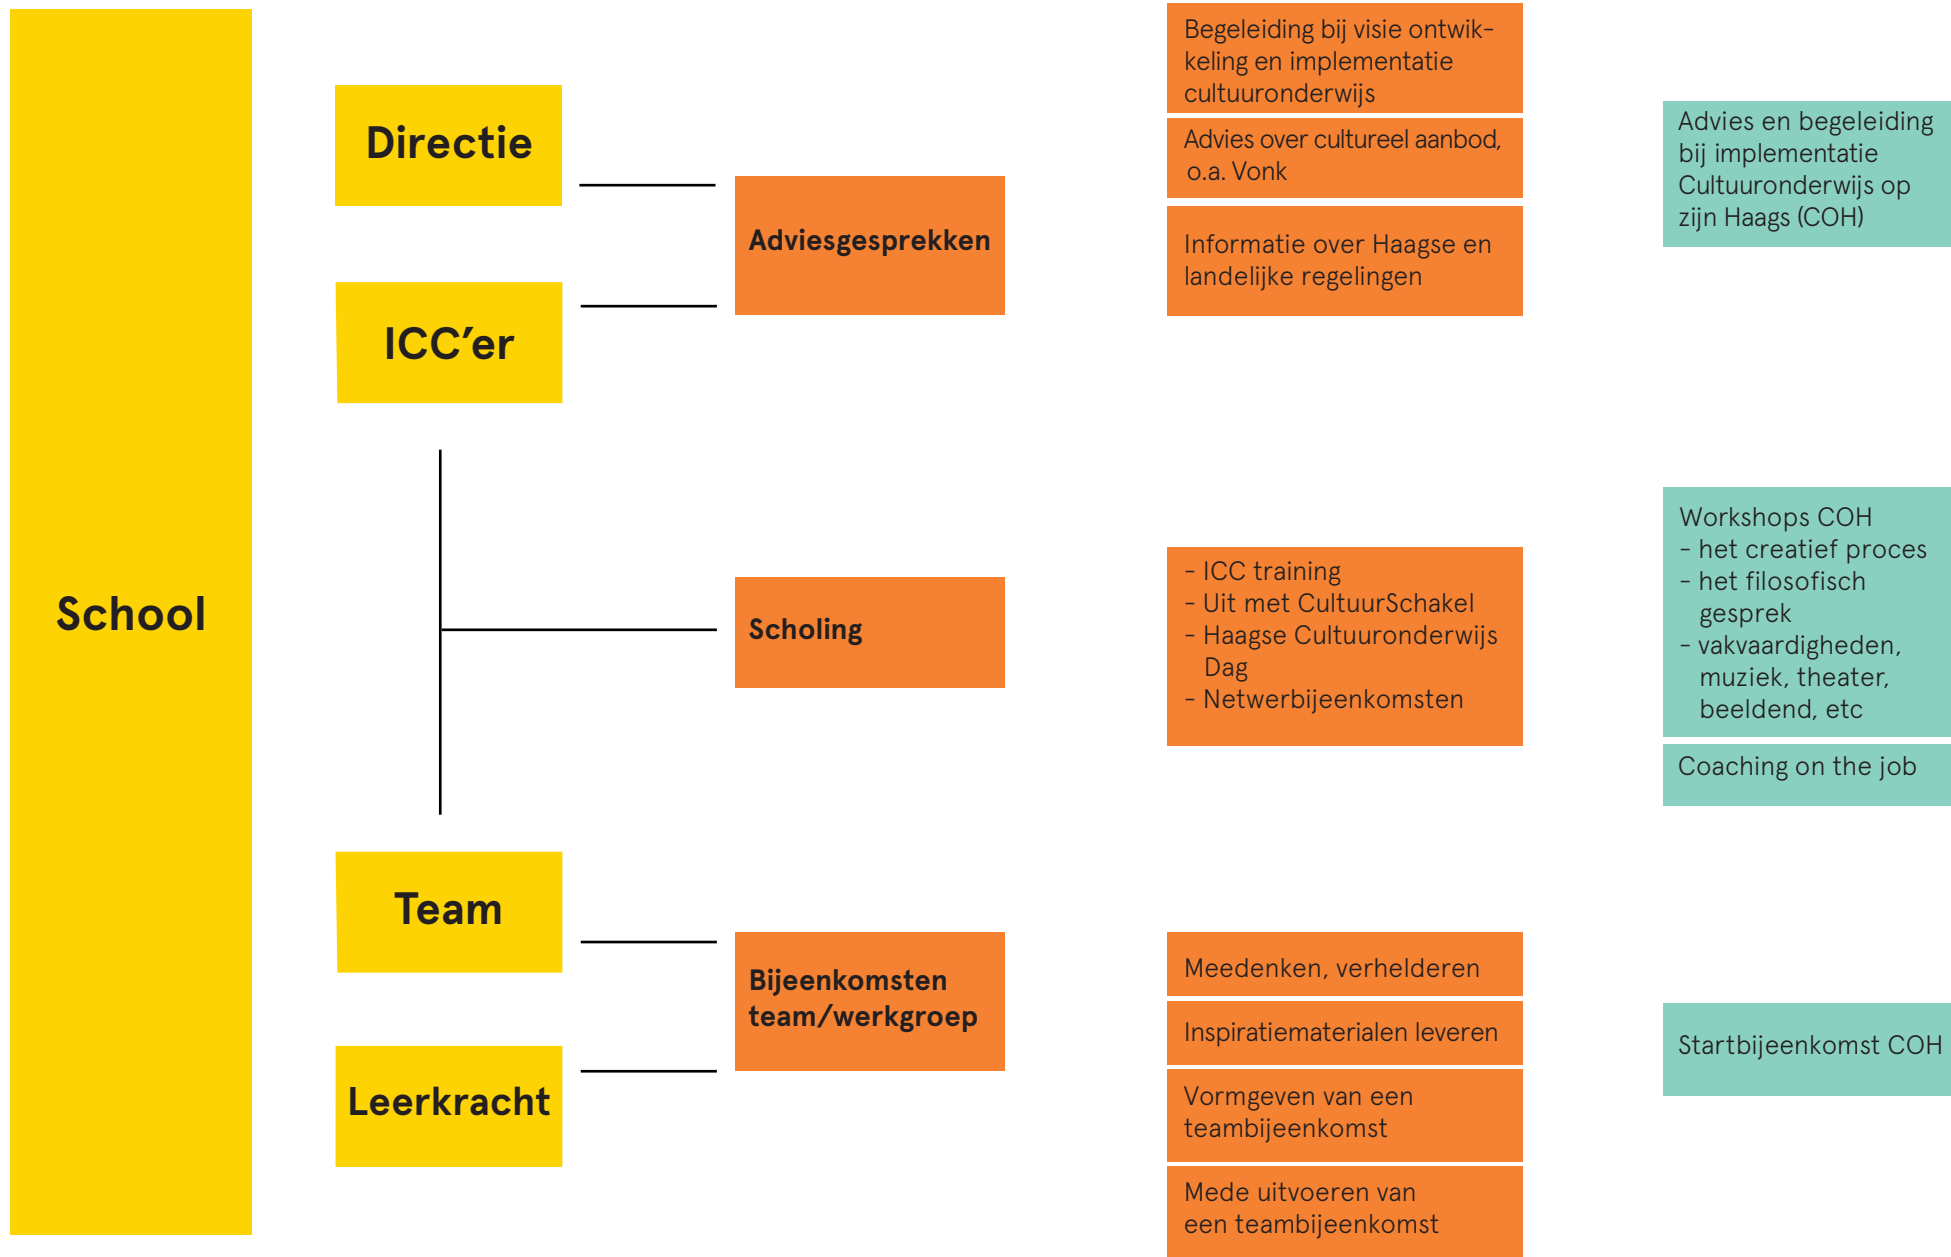 School
Directie
ICC'er
Team
Leerkracht
Adviesgesprekken
Scholing
Bijeenkomsten
team/werkgroep
Begeleiding bij visie ontwik-
keling en implementatie
cultuuronderwijs
Advies over cultureel aanbod,
o.a. Vonk
Informatie over Haagse en
landelijke regelingen
- ICC training
- Uit met CultuurSchakel
- Haagse Cultuuronderwijs
Dag
- Netwerbijeenkomsten
Meedenken, verhelderen
Inspiratiematerialen leveren
Vormgeven van een
teambijeenkomst
Mede uitvoeren van
een teambijeenkomst
Advies en begeleiding
bij implementatie
Cultuuronderwijs op
zijn Haags (COH)
Workshops COH
- het creatief proces
- het filosofisch
gesprek
- vakvaardigheden,
muziek, theater,
beeldend, etc
Coaching on the job
Startbijeenkomst COH